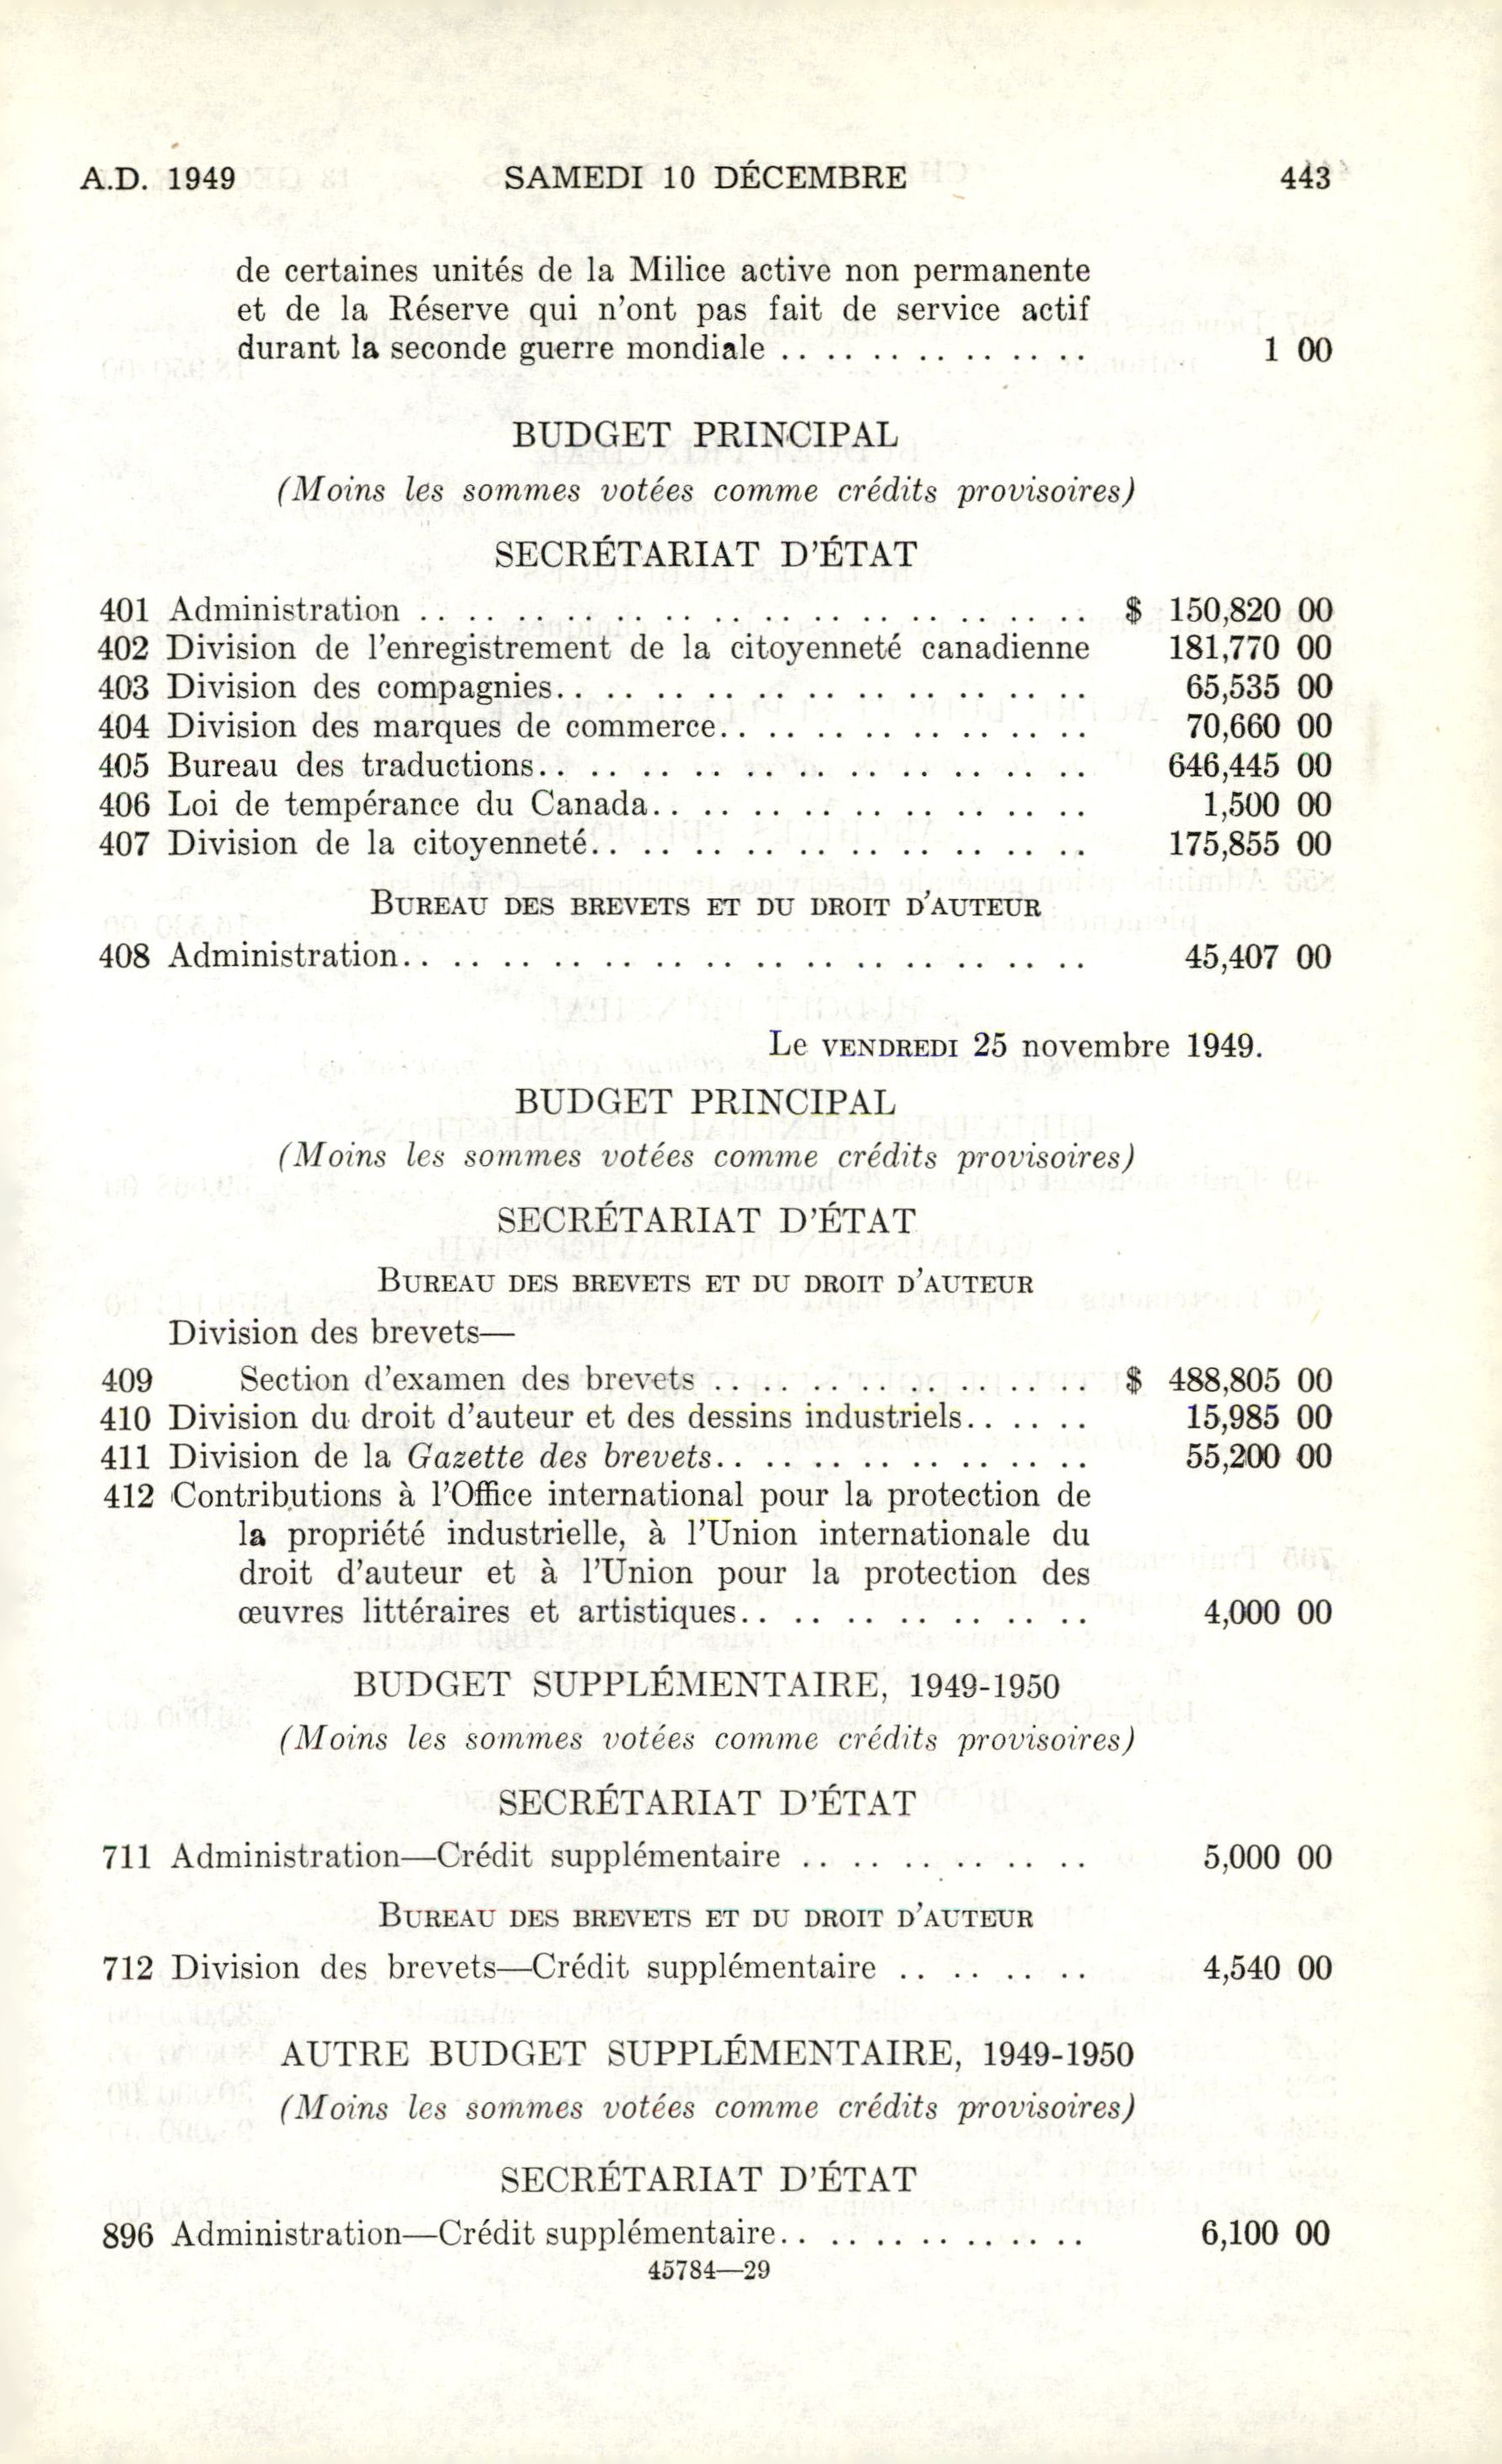 A.D. 1949 SAMEDI 10 DÉCEMBRE 443
de certaines unités de la Milice active non permanente
et de la Réserve qui n'ont pas fait de service actif
durant la seconde guerre mondiale . . . . . . . . . . . . . . 1 00
BUDGET PRINCIPAL
(Moins les sommes votées comme crédits provisoires)
SECRÉTARIAT D'ÉTAT
401 Administration . . . . . . . . . . . . . . . . . . . . . . . . . . . . $ 150,820 00
402 Division de l'enregistrement de la citoyenneté canadienne 181,770 00
403 Division des compagnies. . . . . . . . . . . . . . . . . . . . . . 65,535 00
404 Division des marques de commerce. . . . . . . . . . . . . . . . 70,660 00
405 Bureau des traductions. . . . . . . . . . . . . . . . . . . . . . 646,445 00
406 Loi de tempérance du Canada. . . . . . . . . . . . . . . . . . 1,500 00
407 Division de la citoyenneté. . . . . . . . . . . . . . . . . . . . 175,855 00
BUREAU DES BREVETS ET DU DROIT D'AUTEUR
408 Administration. . . . . . . . . . . . . . . . . . . . . . . . . . . . 45,407 00
Le VENDREDI 25 novembre 1949.
BUDGET PRINCIPAL
(Moins les sommes votées comme crédits provisoires)
SECRÉTARIAT D'ÉTAT
BUREAU DES BREVETS ET DU DROIT D'AUTEUR
Division des brevets—
409 Section d'examen des brevets . . . . . . . . . . . . . . . . $ 488,805 00
410 Division du droit d'auteur et des dessins industriels. . . . . . 15,985 00
411 Division de la Gazette des brevets. . . . . . . . . . . . . . . . 55,200 00
412 Contributions à l'Office international pour la protection de
la propriété industrielle, à l'Union internationale du
droit d'auteur et à l'Union pour la protection des
œuvres littéraires et artistiques. . . . . . . . . . . . . . 4,000 00
BUDGET SUPPLÉMENTAIRE, 1949-1950
(Moins les sommes votées comme crédits provisoires)
SECRÉTARIAT D'ÉTAT
711 Administration—Crédit supplémentaire . . . . . . . . . . . . 5,000 00
BUREAU DES BREVETS ET DU DROIT D'AUTEUR
712 Division des brevets—Crédit supplémentaire . . . . . . . . 4,540 00
AUTRE BUDGET SUPPLÉMENTAIRE, 1949-1950
(Moins les sommes votées comme crédits provisoires)
SECRÉTARIAT D'ÉTAT
896 Administration—Crédit supplémentaire. . . . . . . . . . . . . . 6,100 00
45784—29